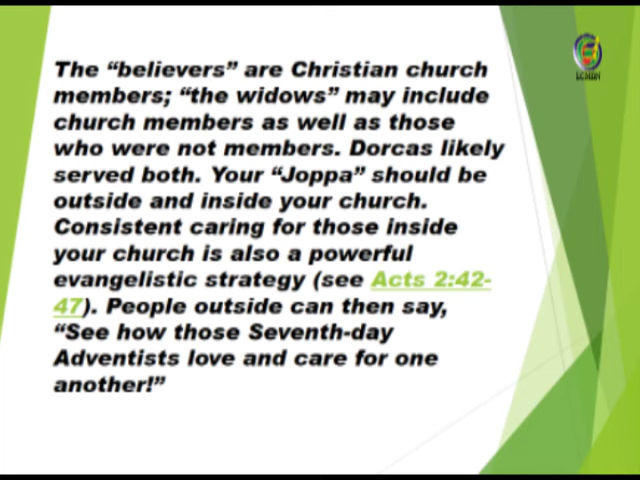 The “believers” are Christian church
members; “the widows” may include
church members as well as those
who were not members. Dorcas likely
served both. Your “Joppa” should be
outside and inside your church.
Consistent caring for those inside
your church is also a powerful
evangelistic strategy (see Acts 2:42-
47). People outside can then say,
“See how those Seventh-day
Adventists love and care for one
another!”